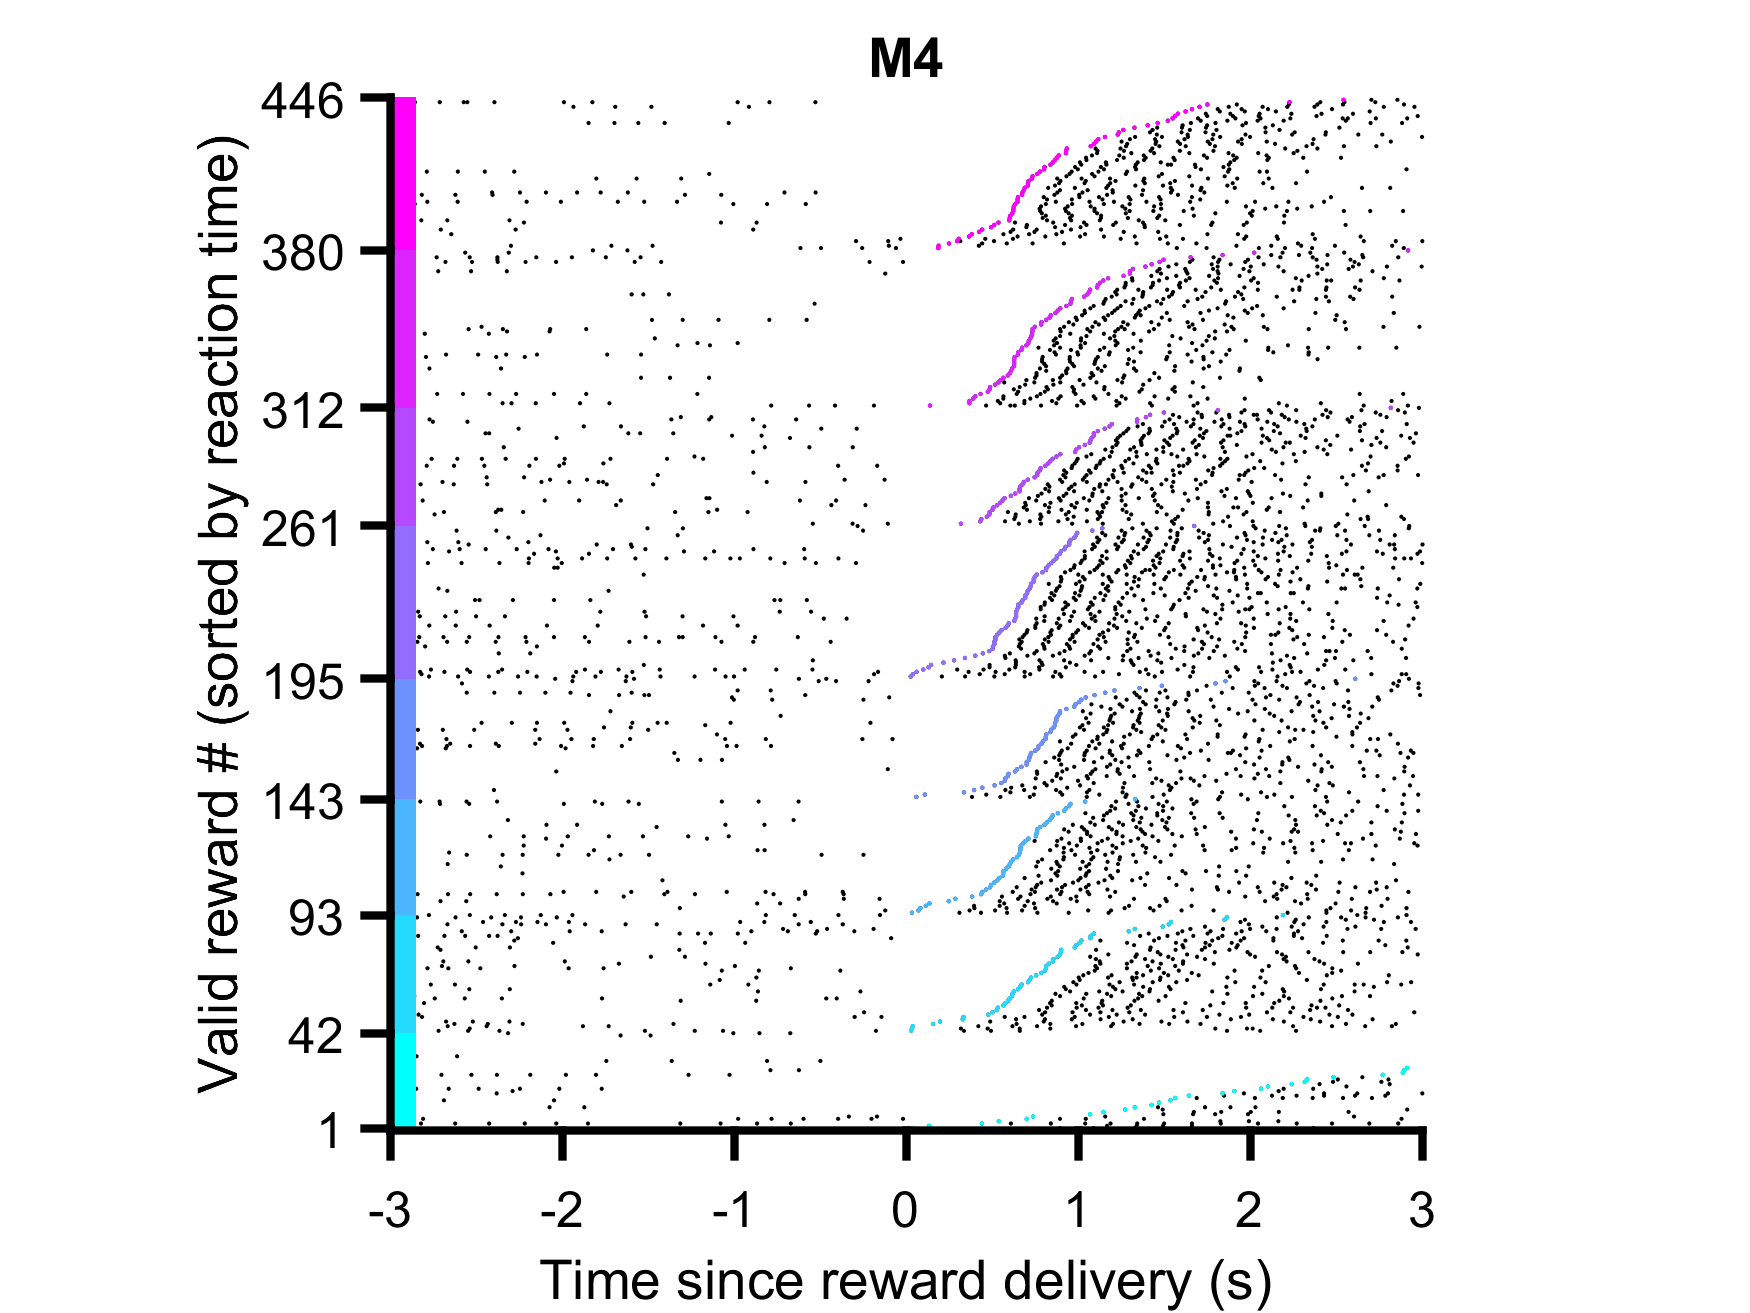 M4
Valid reward # (sorted by reaction time)
446
380
312
261
195
143
93
42
1
-3 -2 -1 0 1 2 3
Time since reward delivery (s)